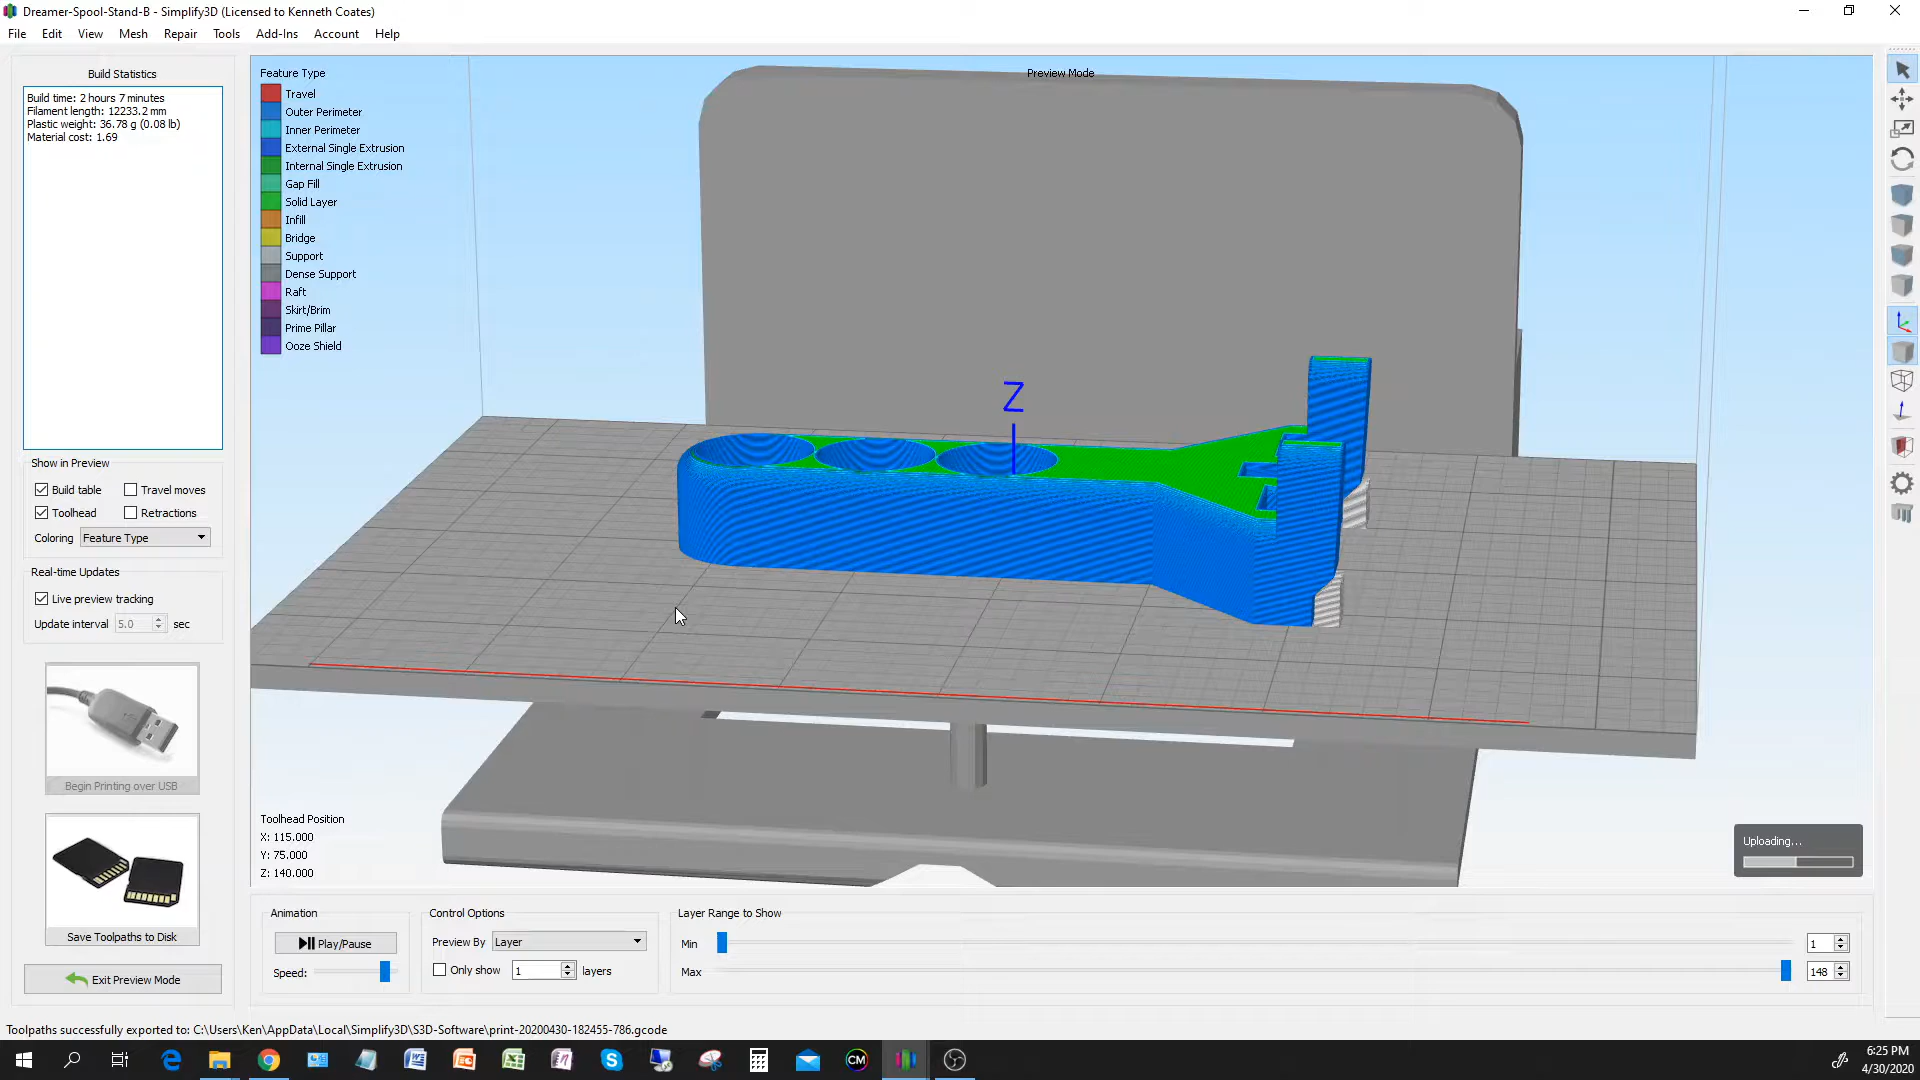 Dreamer-Spool-Stand-B - Simplify3D (Licensed to Kenneth Coates)
File Edit View Mesh Repair Tools Add-Ins Account Help
Build Statistics
Build time: 2 hours 7 minutes
Filament length: 12233.2 mm
Plastic weight: 36.78 g (0.08 lb)
Material cost: 1.69
Show in Preview
Build table
Travel moves
Toolhead
Retractions
Coloring Feature Type
Real-time Updates
Live preview tracking
Update interval 5.0 sec
Begin Printing over USB
Save Toolpaths to Disk
Exit Preview Mode
Feature Type
Travel
Outer Perimeter
Inner Perimeter
External Single Extrusion
Internal Single Extrusion
Gap Fill
Solid Layer
Infill
Bridge
Support
Dense Support
Raft
Skirt/Brim
Prime Pillar
Ooze Shield
Preview Mode
Z
Toolhead Position
X: 115.000
Y: 75.000
Z: 140.000
Uploading...
Animation
Play/Pause
Speed:
Control Options
Preview By Layer
Only show 1 layers
Layer Range to Show
Min 1
Max 148
Toolpaths successfully exported to: C:\Users\Ken\AppData\Local\Simplify3D\S3D-Software\print-20200430-182455-786.gcode
CM
6:25 PM
4/30/2020